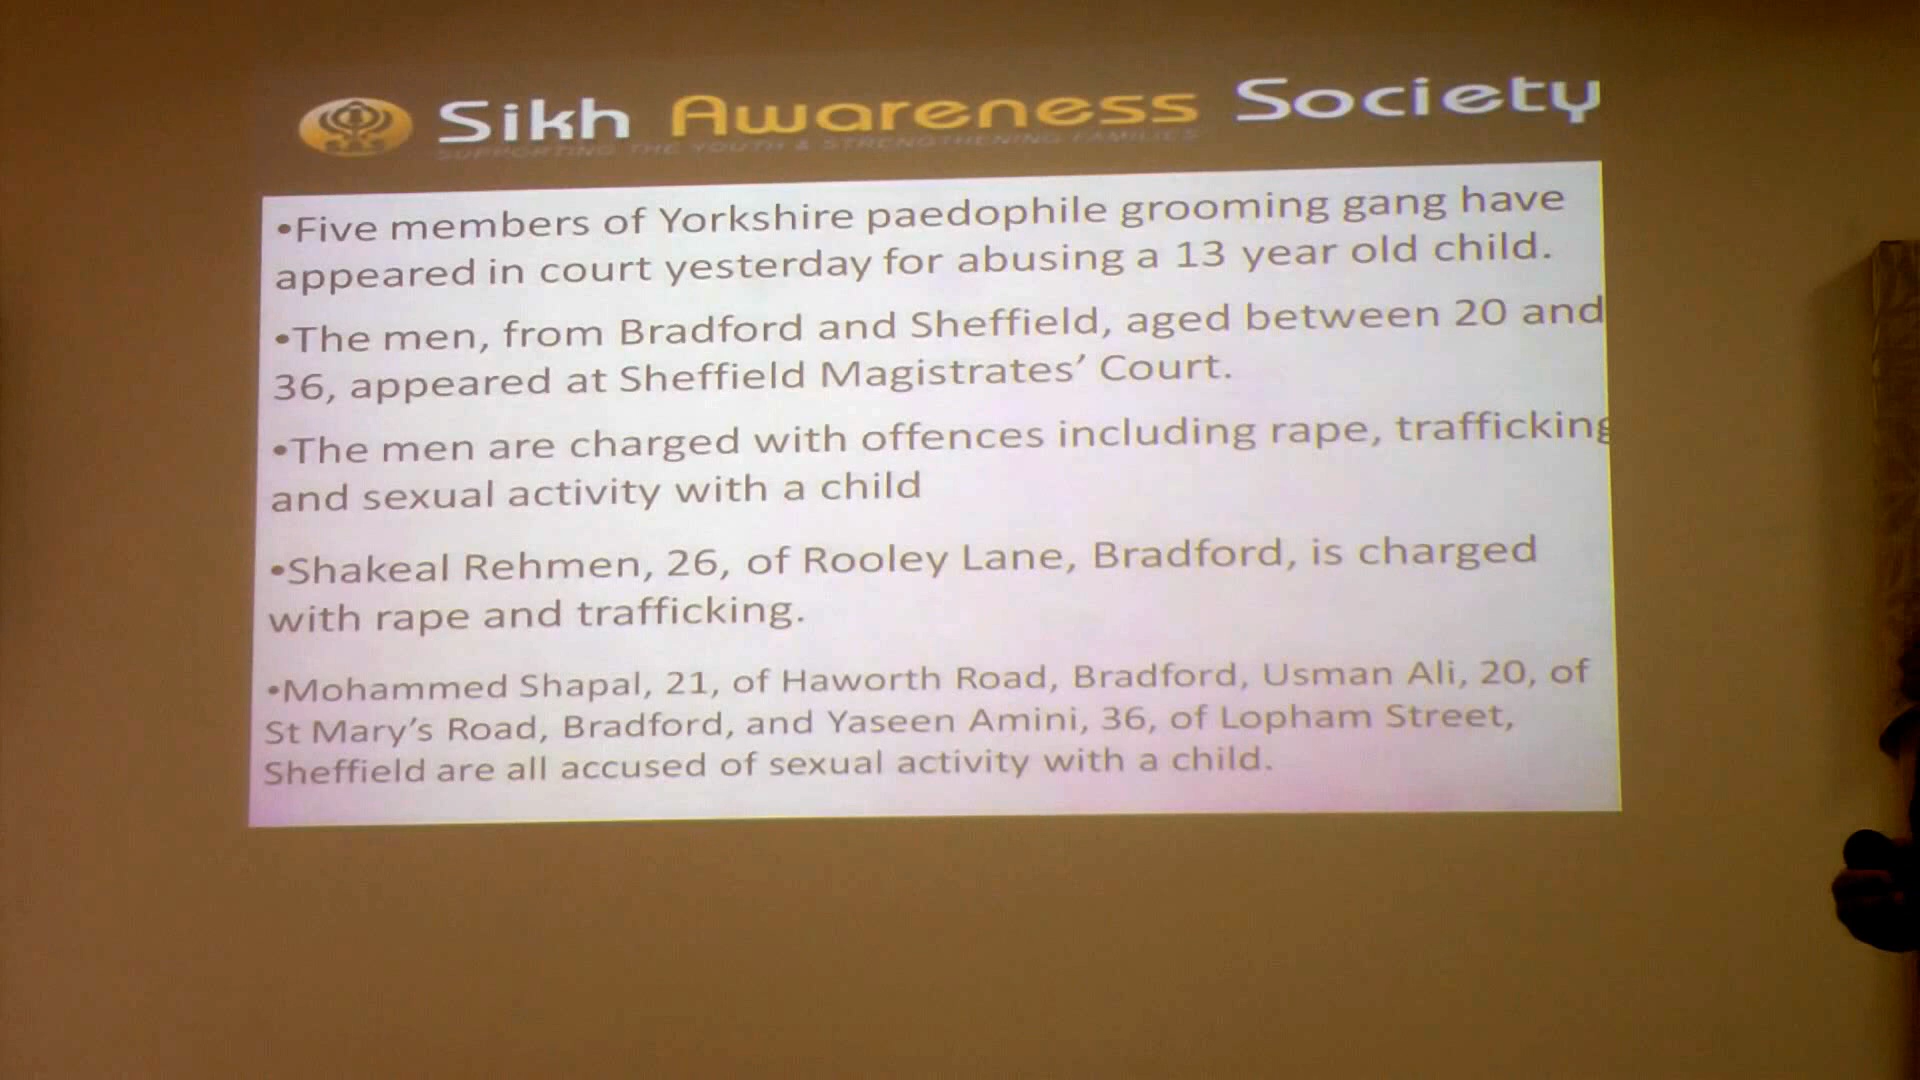 Sikh Awareness Society
SUPPORTING THE YOUTH & STRENGTHENING FAMILIES
•Five members of Yorkshire paedophile grooming gang have
appeared in court yesterday for abusing a 13 year old child.
•The men, from Bradford and Sheffield, aged between 20 and
36, appeared at Sheffield Magistrates’ Court.
•The men are charged with offences including rape, trafficking
and sexual activity with a child
•Shakeal Rehmen, 26, of Rooley Lane, Bradford, is charged
with rape and trafficking.
•Mohammed Shapal, 21, of Haworth Road, Bradford, Usman Ali, 20, of
St Mary’s Road, Bradford, and Yaseen Amini, 36, of Lopham Street,
Sheffield are all accused of sexual activity with a child.